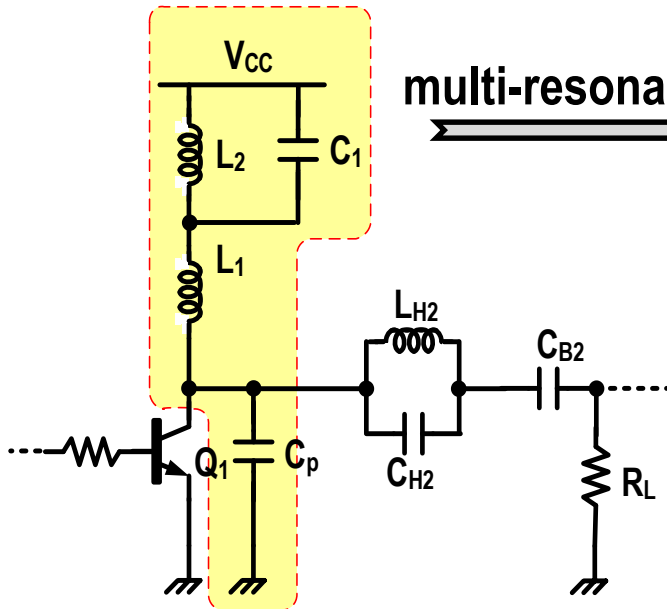 VCC
multi-resona
L2
C1
L1
LH2
CB2
Q1
Cp
CH2
RL